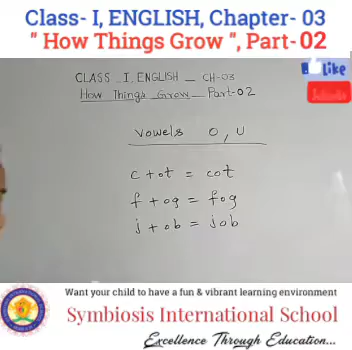 Class- I, ENGLISH, Chapter- 03
" How Things Grow ", Part-02
Like
CLASS - I, ENGLISH - CH-03
How Things Grow - Part-02
Vowels O, U
c + ot = cot
f + og = fog
j + ob = job
Want your child to have a fun & vibrant learning environment
Symbiosis International School
Excellence Through Education...